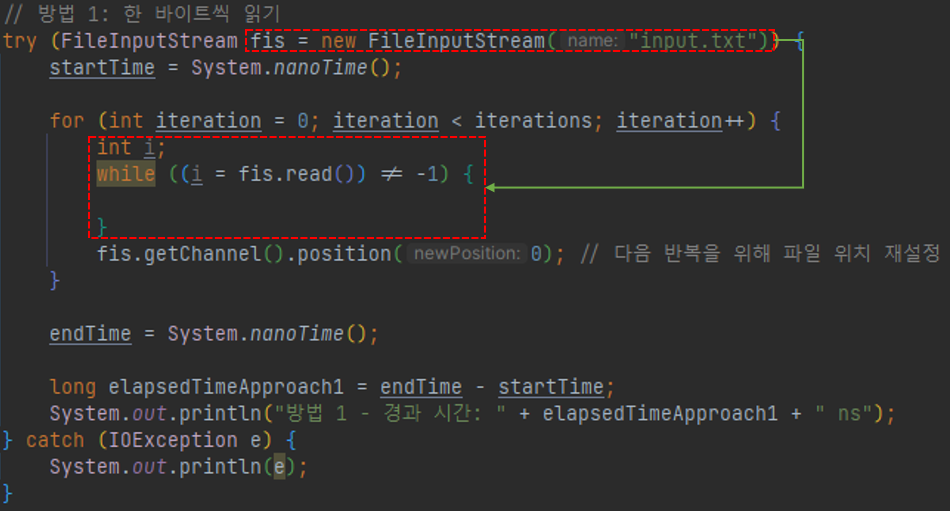 // 방법 1: 한 바이트씩 읽기
try (FileInputStream fis = new FileInputStream( name: "input.txt")) {
startTime = System.nanoTime();
for (int iteration = 0; iteration < iterations; iteration++) {
int i;
while ((i = fis.read()) != -1) {
}
fis.getChannel().position( newPosition: 0); // 다음 반복을 위해 파일 위치 재설정
}
endTime = System.nanoTime();
long elapsedTimeApproach1 = endTime - startTime;
System.out.println("방법 1 - 경과 시간: " + elapsedTimeApproach1 + " ns");
} catch (IOException e) {
System.out.println(e);
}